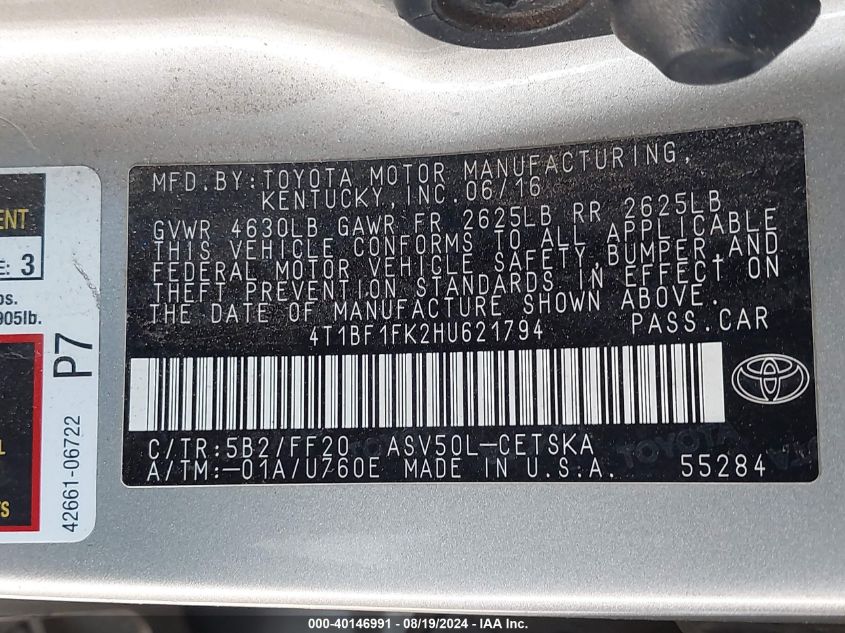 MFD. BY: TOYOTA MOTOR MANUFACTURING,
KENTUCKY, INC. 06/16
GVWR 4630LB GAWR FR 2625LB RR 2625LB
THIS VEHICLE CONFORMS TO ALL APPLICABLE
FEDERAL MOTOR VEHICLE SAFETY, BUMPER, AND
THEFT PREVENTION STANDARDS IN EFFECT ON
THE DATE OF MANUFACTURE SHOWN ABOVE.
4T1BF1FK2HU621794 PASS. CAR
C/TR: 5B2/FF20 ASV50L-CETSKA
A/TM: -01A/U760E MADE IN U.S.A. 55284
TOYOTA
E: 3
905lb.
P7
42661-06722
000-40146991 - 08/19/2024 - IAAI.com